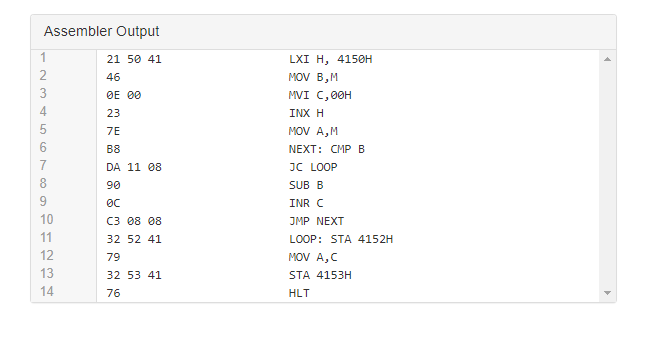 Assembler Output
1 21 50 41 LXI H, 4150H
2 46 MOV B,M
3 0E 00 MVI C,00H
4 23 INX H
5 7E MOV A,M
6 B8 NEXT: CMP B
7 DA 11 08 JC LOOP
8 90 SUB B
9 0C INR C
10 C3 08 08 JMP NEXT
11 32 52 41 LOOP: STA 4152H
12 79 MOV A,C
13 32 53 41 STA 4153H
14 76 HLT